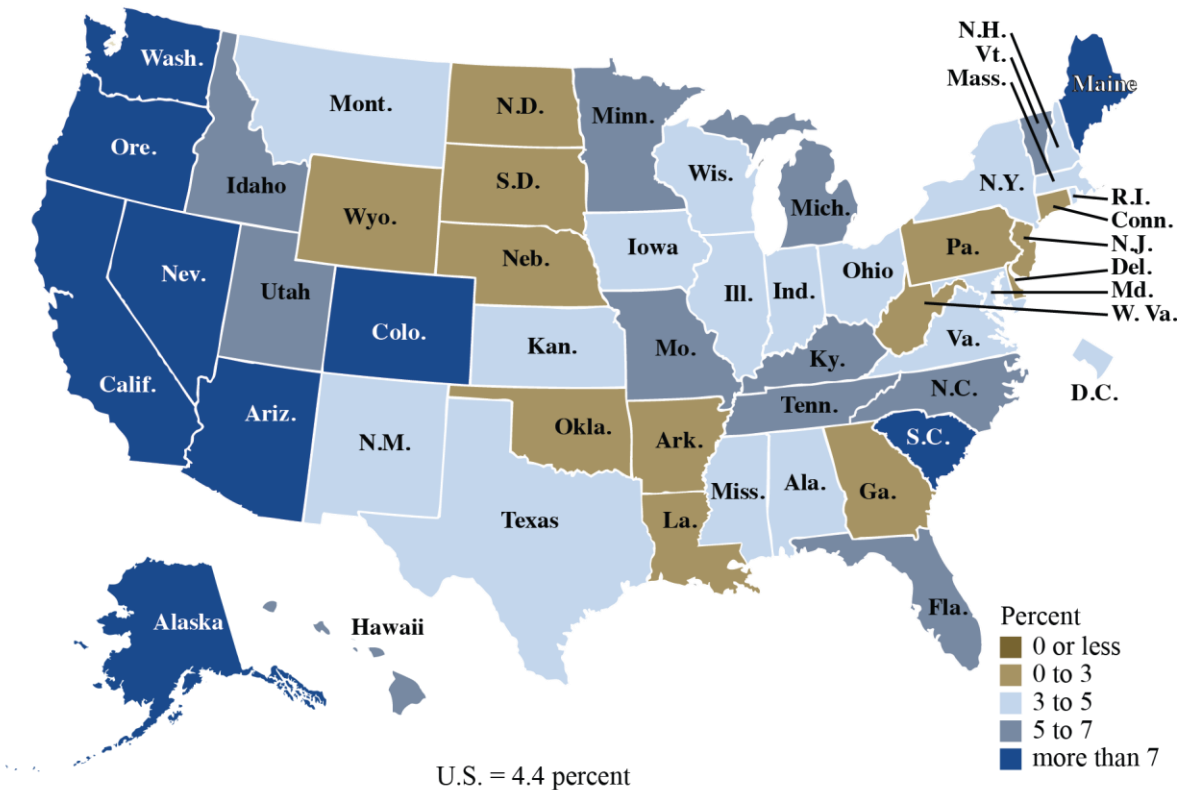 Wash.
Mont.
N.D.
Minn.
N.H.
Vt.
Mass.
Maine
Ore.
Idaho
S.D.
Wis.
N.Y.
Wyo.
Mich.
R.I.
Conn.
Nev.
Neb.
Iowa
Pa.
N.J.
Utah
Ill.
Ind.
Ohio
Del.
Md.
W. Va.
Colo.
Kan.
Mo.
Ky.
Va.
Calif.
Ariz.
N.M.
Okla.
Ark.
Tenn.
N.C.
D.C.
S.C.
Texas
La.
Miss.
Ala.
Ga.
Fla.
Alaska
Hawaii
Percent
0 or less
0 to 3
3 to 5
5 to 7
more than 7
U.S. = 4.4 percent